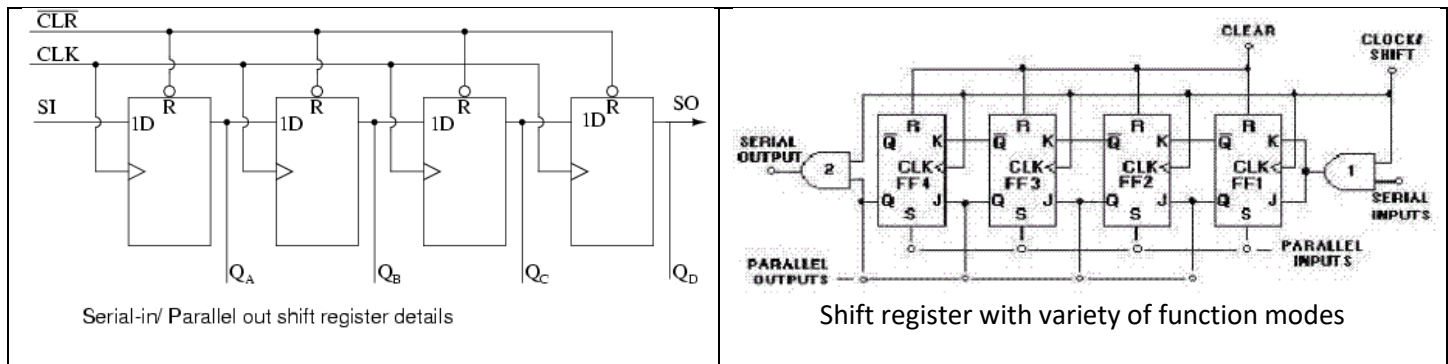 CLR
CLK
SI
R
R
R
R
SO
1D
1D
1D
1D
QA
QB
QC
QD
Serial-in/ Parallel out shift register details
CLEAR
CLOCK/
SHIFT
SERIAL
OUTPUT
2
R
R
R
R
Q K
Q K
Q K
Q K
CLK
CLK
CLK
CLK
FF4
FF3
FF2
FF1
1
Q J
Q J
Q J
Q J
S
S
S
S
SERIAL
INPUTS
PARALLEL
INPUTS
PARALLEL
OUTPUTS
Shift register with variety of function modes